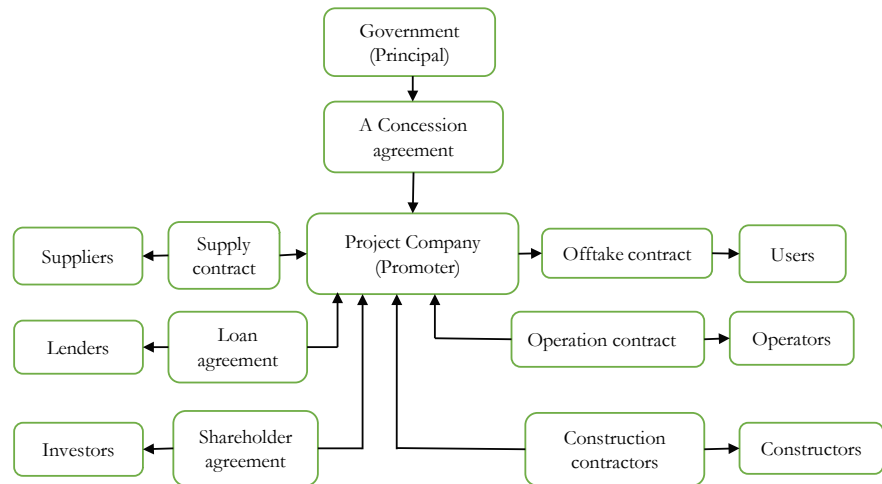 Government
(Principal)
A Concession
agreement
Suppliers
Supply
contract
Project Company
(Promoter)
Offtake contract
Users
Lenders
Loan
agreement
Operation contract
Operators
Investors
Shareholder
agreement
Construction
contractors
Constructors